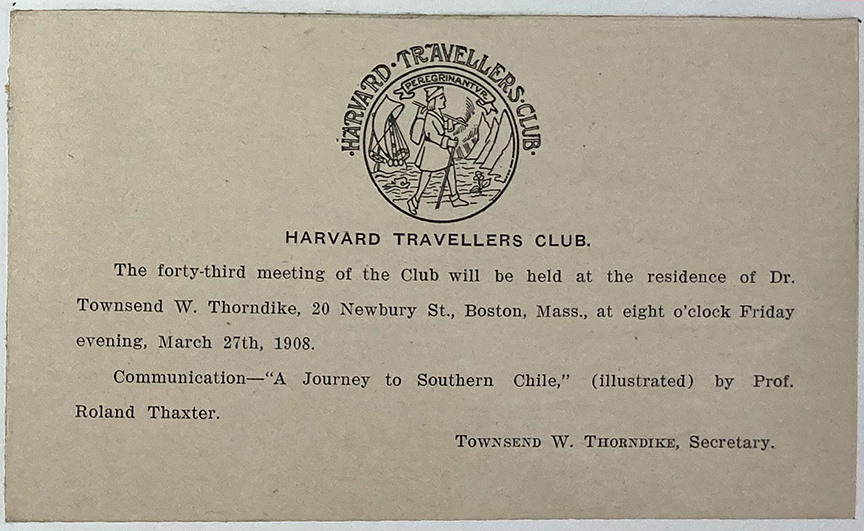 ·HARVARD·TRAVELLERS·CLUB·
PEREGRINANTVR
HARVARD TRAVELLERS CLUB.
The forty-third meeting of the Club will be held at the residence of Dr.
Townsend W. Thorndike, 20 Newbury St., Boston, Mass., at eight o'clock Friday
evening, March 27th, 1908.
Communication—"A Journey to Southern Chile," (illustrated) by Prof.
Roland Thaxter.
Townsend W. Thorndike, Secretary.